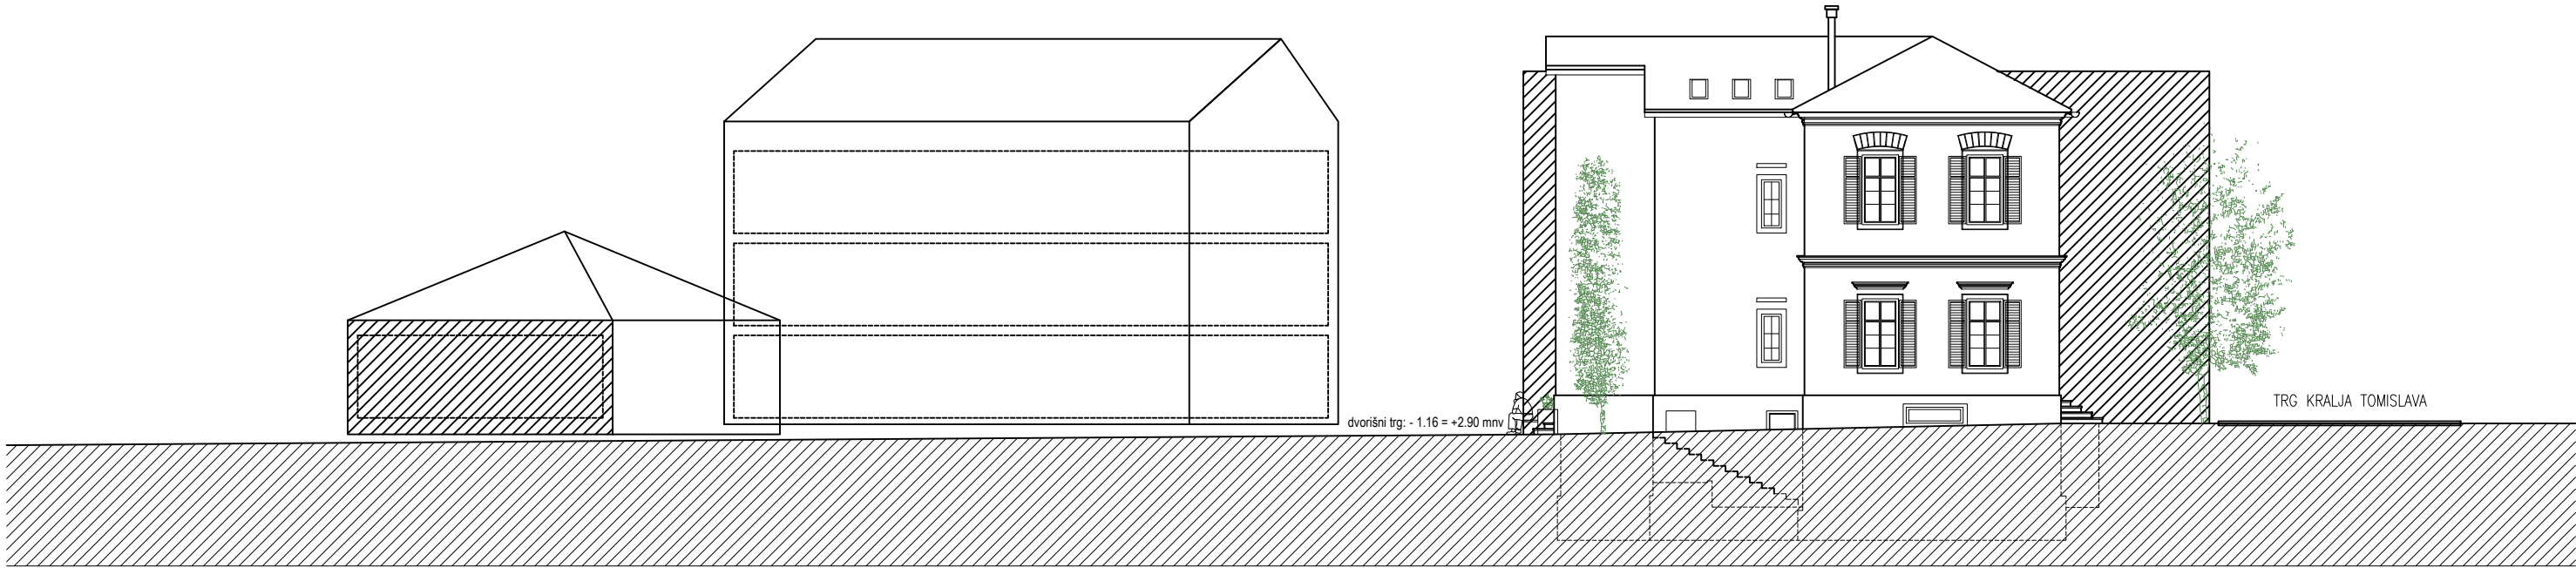 dvorišni trg: - 1.16 = +2.90 mnv
TRG KRALJA TOMISLAVA